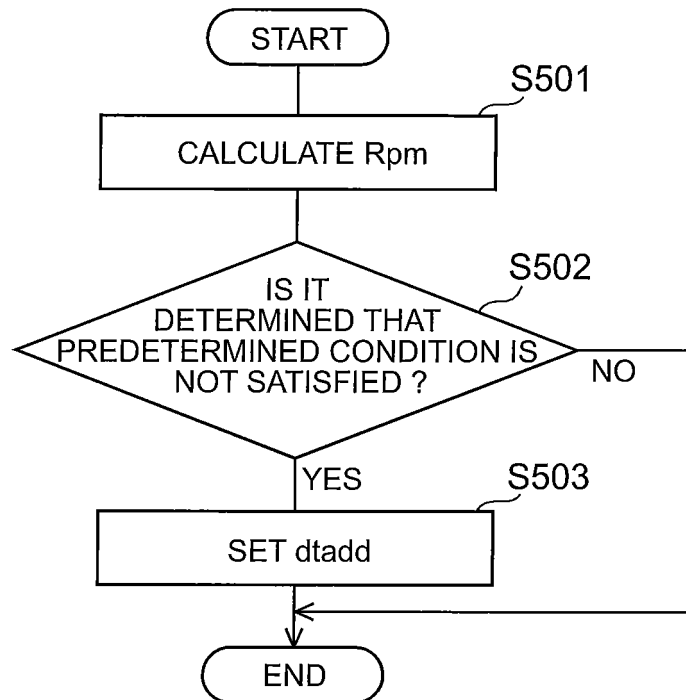 START
S501
CALCULATE Rpm
S502
IS IT
DETERMINED THAT
PREDETERMINED CONDITION IS
NOT SATISFIED ?
NO
YES
S503
SET dtadd
END